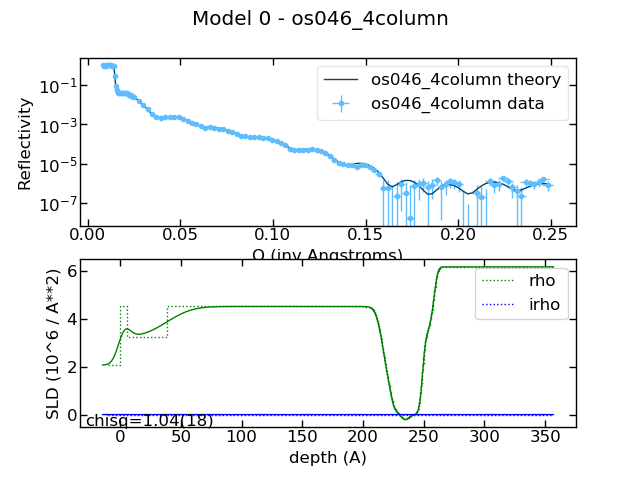 Model 0 - os046_4column
os046_4column theory
os046_4column data
Reflectivity
10⁻¹
10⁻³
10⁻⁵
10⁻⁷
0.00 0.05 0.10 0.15 0.20 0.25
Q (inv Angstroms)
rho
irho
SLD (10^6 / A**2)
6
4
2
0
chisq=1.04(18)
0 50 100 150 200 250 300 350
depth (A)